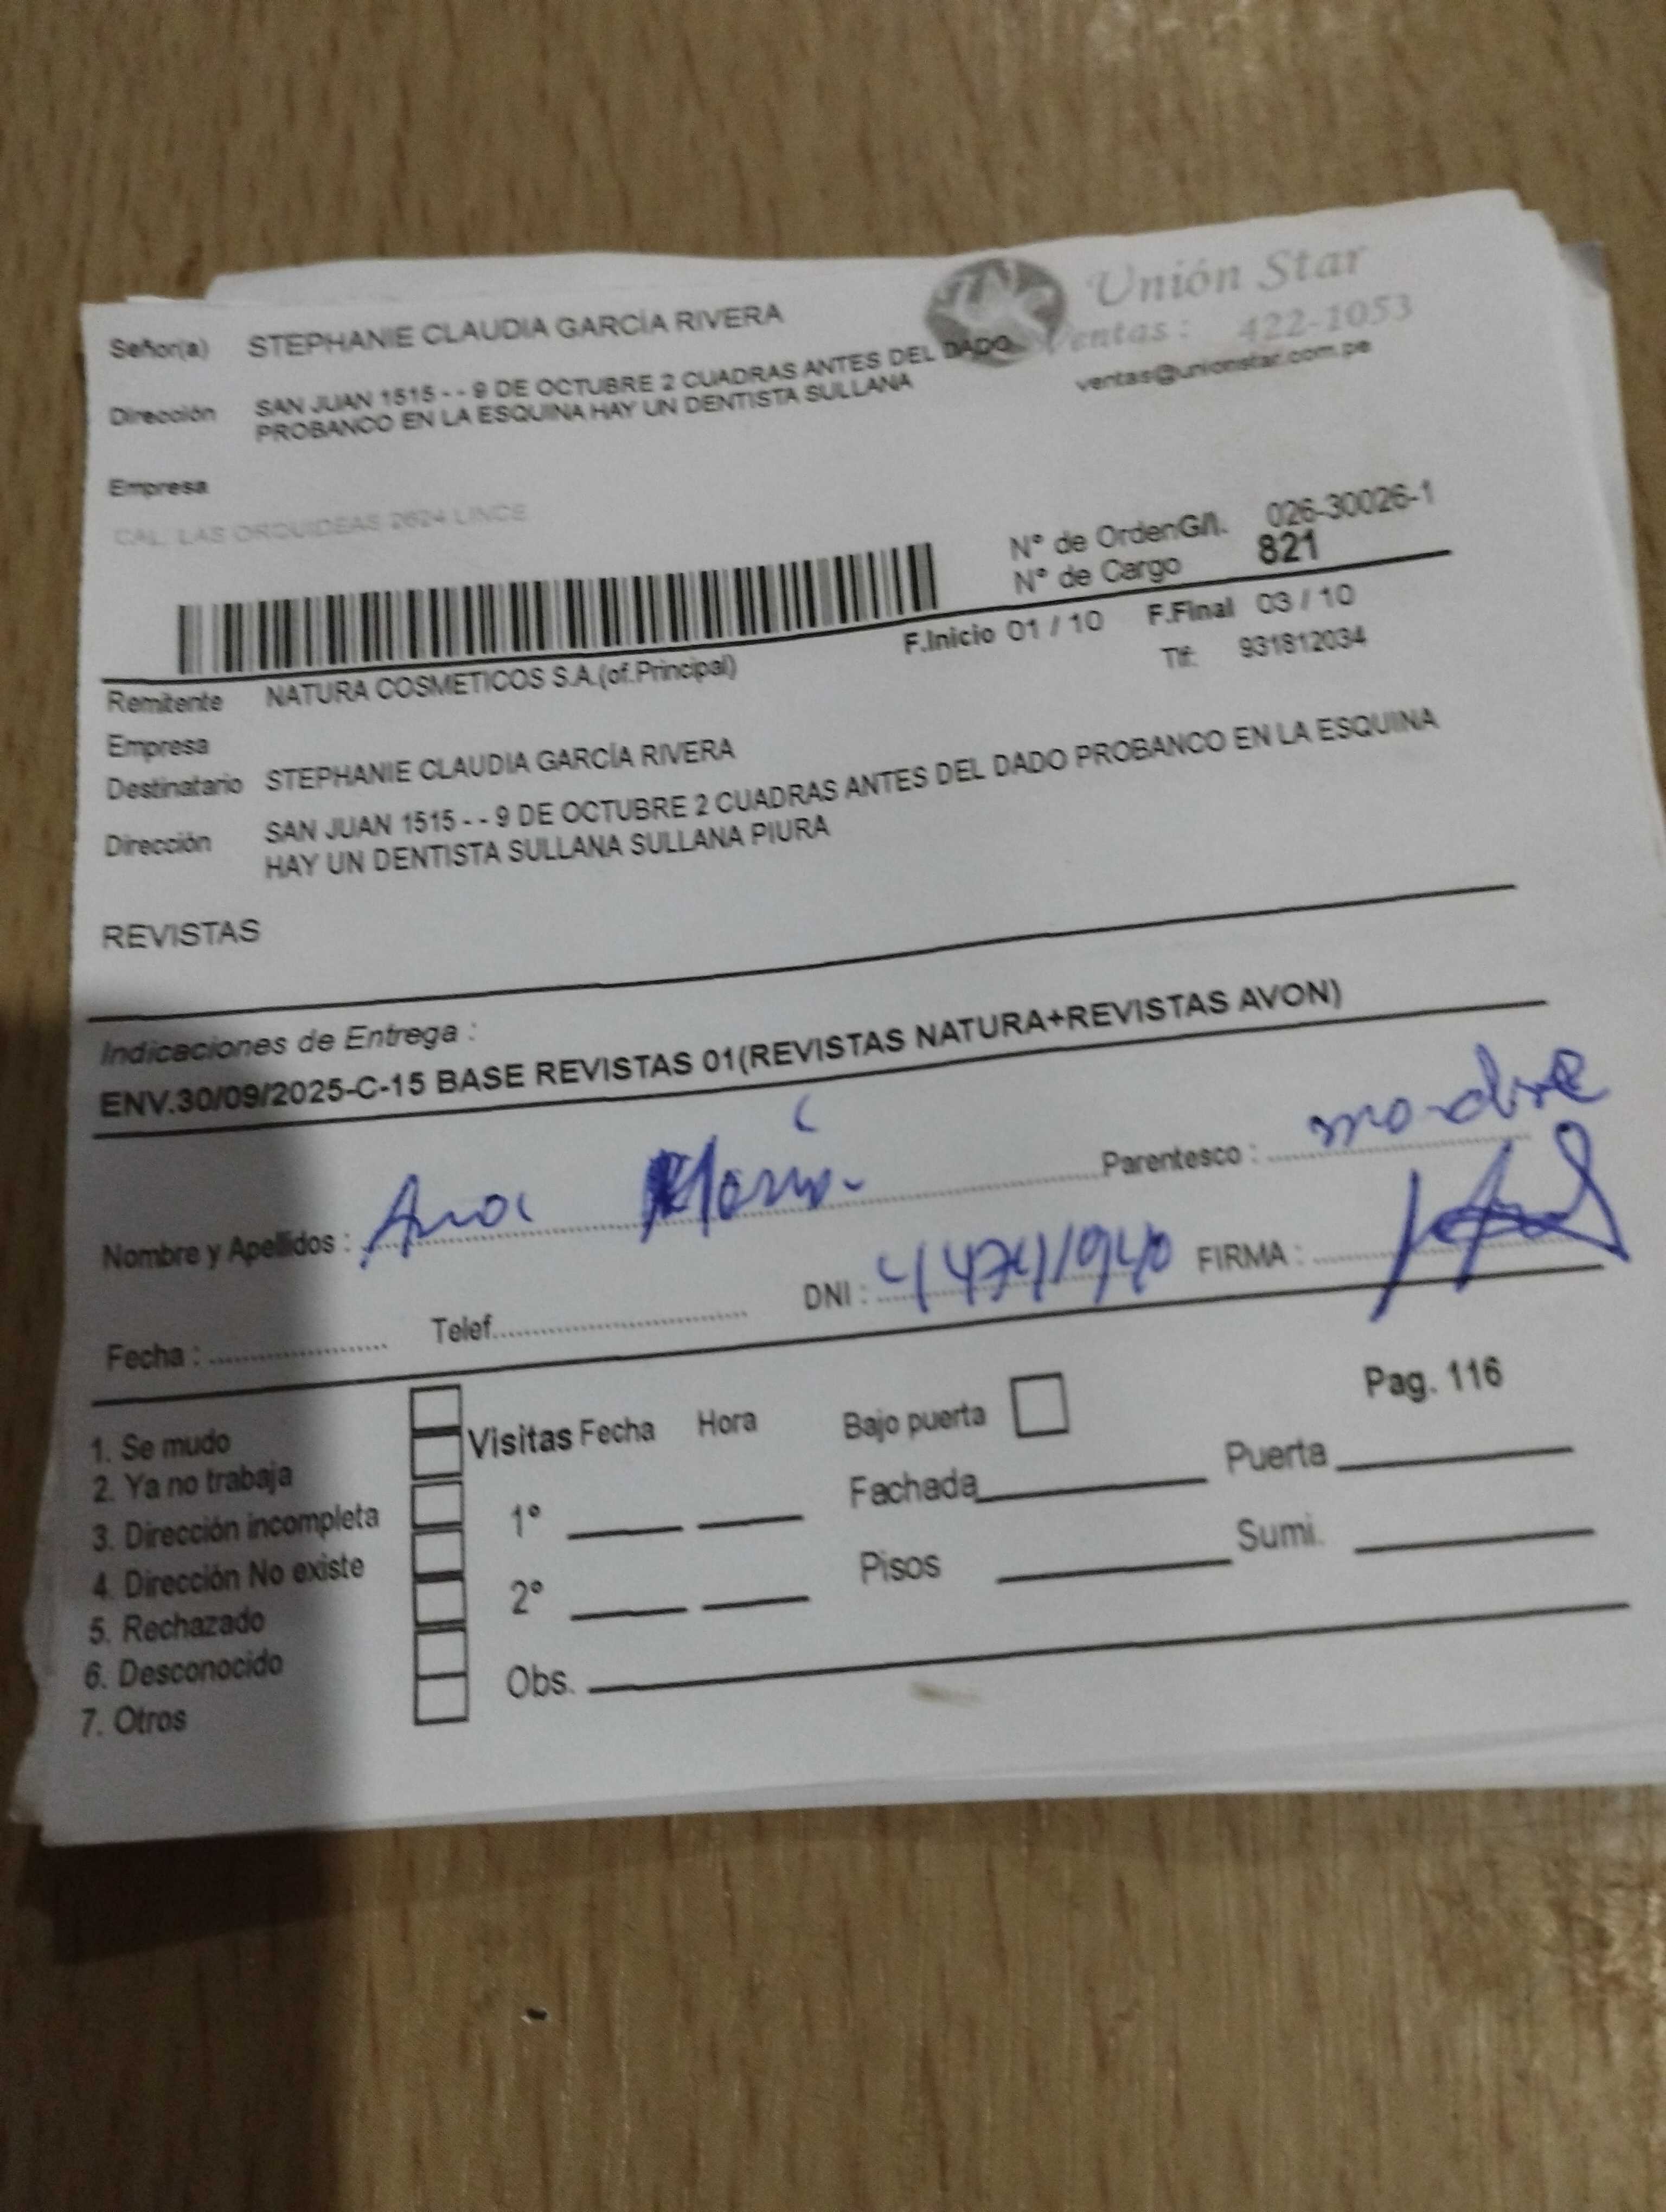 Unión Star
Señor(a) STEPHANIE CLAUDIA GARCÍA RIVERA
Ventas: 422-1053
ventas@unionstar.com.pe
Dirección SAN JUAN 1515 - - 9 DE OCTUBRE 2 CUADRAS ANTES DEL DADO
PROBANCO EN LA ESQUINA HAY UN DENTISTA SULLANA
Empresa
CAL. LAS ORQUIDEAS 2624 LINCE
N° de OrdenG/I. 026-30026-1
N° de Cargo 821
F.Inicio 01 / 10 F.Final 03 / 10
Remitente NATURA COSMETICOS S.A.(of.Principal) Tlf: 931812034
Empresa
Destinatario STEPHANIE CLAUDIA GARCÍA RIVERA
Dirección SAN JUAN 1515 - - 9 DE OCTUBRE 2 CUADRAS ANTES DEL DADO PROBANCO EN LA ESQUINA
HAY UN DENTISTA SULLANA SULLANA PIURA
REVISTAS
Indicaciones de Entrega :
ENV.30/09/2025-C-15 BASE REVISTAS 01(REVISTAS NATURA+REVISTAS AVON)
Nombre y Apellidos : Ana María Parentesco : madre
Fecha : Telef. DNI : 44741940 FIRMA :
Pag. 116
1. Se mudo Visitas Fecha Hora Bajo puerta
2. Ya no trabaja Fachada Puerta
3. Dirección incompleta 1°
4. Dirección No existe Pisos Sumi.
5. Rechazado 2°
6. Desconocido Obs.
7. Otros